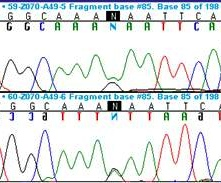 59-Z070-A49-5 Fragment base #85. Base 85 of 198
G G C A A A N A A T T C A
G G C A A A N A A T T C A
60-Z070-A49-6 Fragment base #85. Base 85 of 198
G G C A A A N A A T T C A